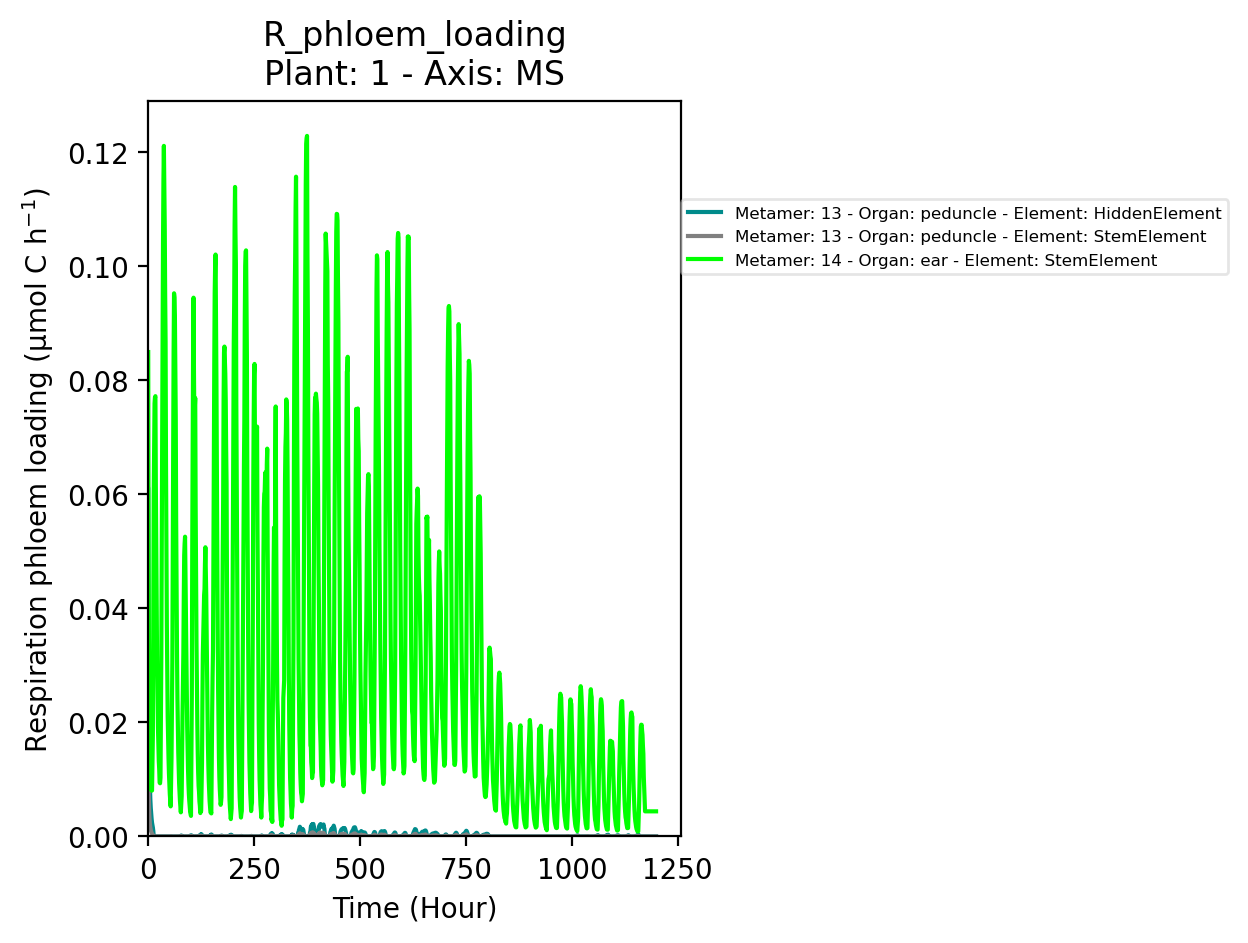 R_phloem_loading
Plant: 1 - Axis: MS
Respiration phloem loading (µmol C h⁻¹)
0.12
0.10
0.08
0.06
0.04
0.02
0.00
0 250 500 750 1000 1250
Time (Hour)
Metamer: 13 - Organ: peduncle - Element: HiddenElement
Metamer: 13 - Organ: peduncle - Element: StemElement
Metamer: 14 - Organ: ear - Element: StemElement